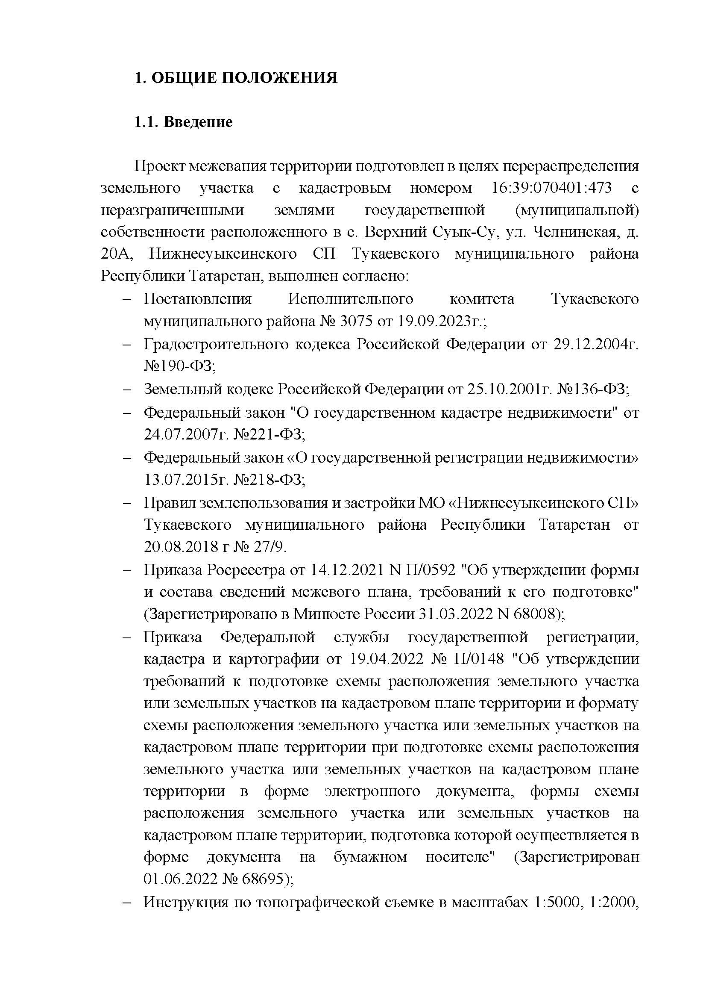 1. ОБЩИЕ ПОЛОЖЕНИЯ
1.1. Введение
Проект межевания территории подготовлен в целях перераспределения
земельного участка с кадастровым номером 16:39:070401:473 с
неразграниченными землями государственной (муниципальной)
собственности расположенного в с. Верхний Суык-Су, ул. Челнинская, д.
20А, Нижнесуыксинского СП Тукаевского муниципального района
Республики Татарстан, выполнен согласно:
– Постановления Исполнительного комитета Тукаевского
муниципального района № 3075 от 19.09.2023г.;
– Градостроительного кодекса Российской Федерации от 29.12.2004г.
№190-ФЗ;
– Земельный кодекс Российской Федерации от 25.10.2001г. №136-ФЗ;
– Федеральный закон "О государственном кадастре недвижимости" от
24.07.2007г. №221-ФЗ;
– Федеральный закон «О государственной регистрации недвижимости»
13.07.2015г. №218-ФЗ;
– Правил землепользования и застройки МО «Нижнесуыксинского СП»
Тукаевского муниципального района Республики Татарстан от
20.08.2018 г № 27/9.
– Приказа Росреестра от 14.12.2021 N П/0592 "Об утверждении формы
и состава сведений межевого плана, требований к его подготовке"
(Зарегистрировано в Минюсте России 31.03.2022 N 68008);
– Приказа Федеральной службы государственной регистрации,
кадастра и картографии от 19.04.2022 № П/0148 "Об утверждении
требований к подготовке схемы расположения земельного участка
или земельных участков на кадастровом плане территории и формату
схемы расположения земельного участка или земельных участков на
кадастровом плане территории при подготовке схемы расположения
земельного участка или земельных участков на кадастровом плане
территории в форме электронного документа, формы схемы
расположения земельного участка или земельных участков на
кадастровом плане территории, подготовка которой осуществляется в
форме документа на бумажном носителе" (Зарегистрирован
01.06.2022 № 68695);
– Инструкция по топографической съемке в масштабах 1:5000, 1:2000,